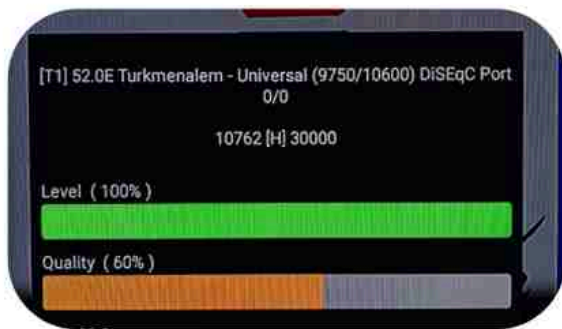 [T1] 52.0E Turkmenalem - Universal (9750/10600) DiSEqC Port
0/0
10762 [H] 30000
Level ( 100% )
Quality ( 60% )